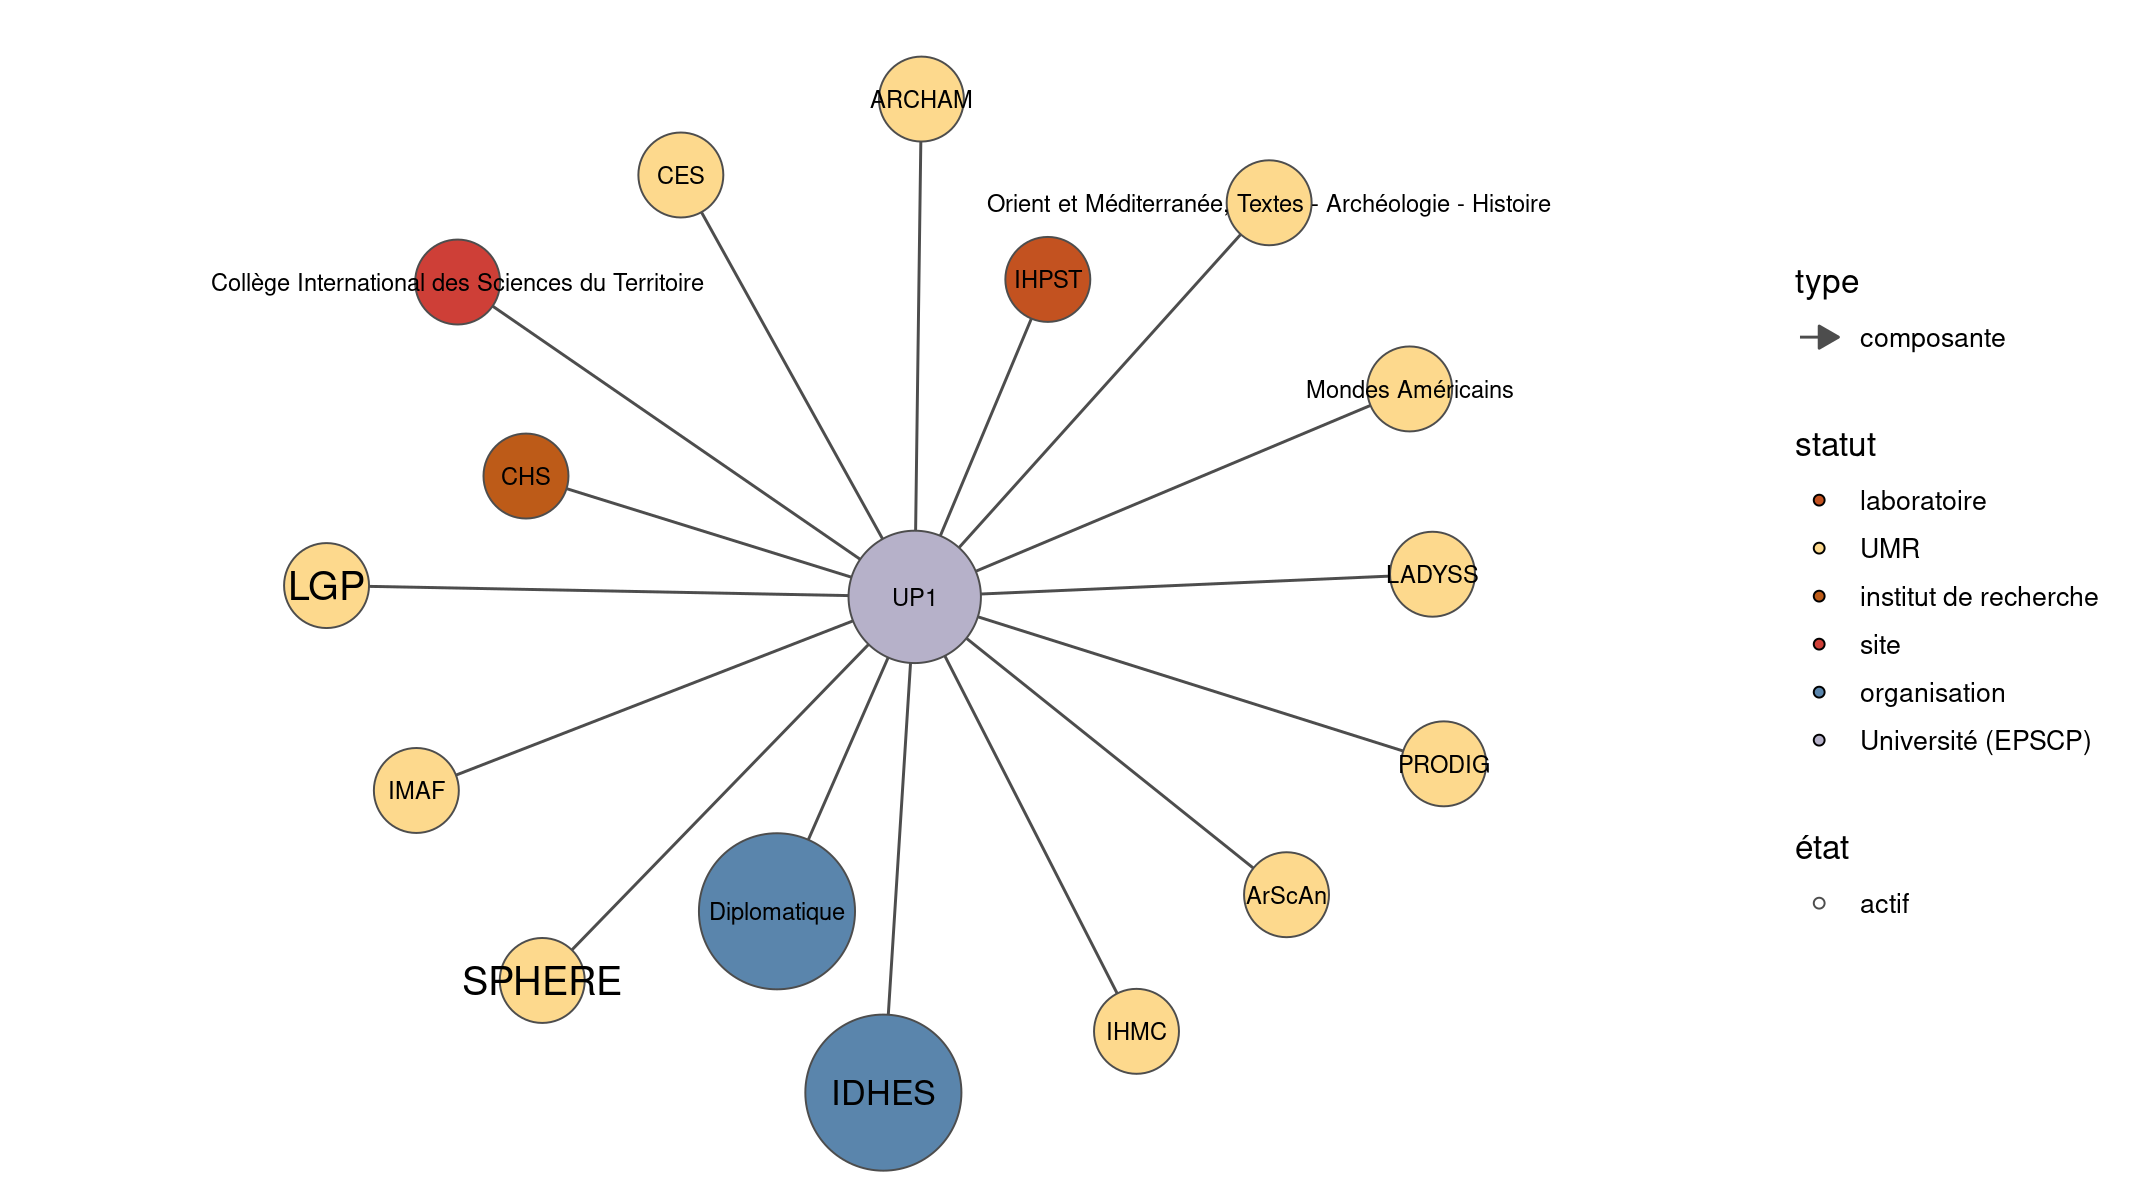 ARCHAM
CES
Orient et Méditerranée, Textes - Archéologie - Histoire
IHPST
Collège International des Sciences du Territoire
Mondes Américains
CHS
LGP
UP1
LADYSS
PRODIG
IMAF
ArScAn
Diplomatique
SPHERE
IHMC
IDHES
type
composante
statut
laboratoire
UMR
institut de recherche
site
organisation
Université (EPSCP)
état
actif